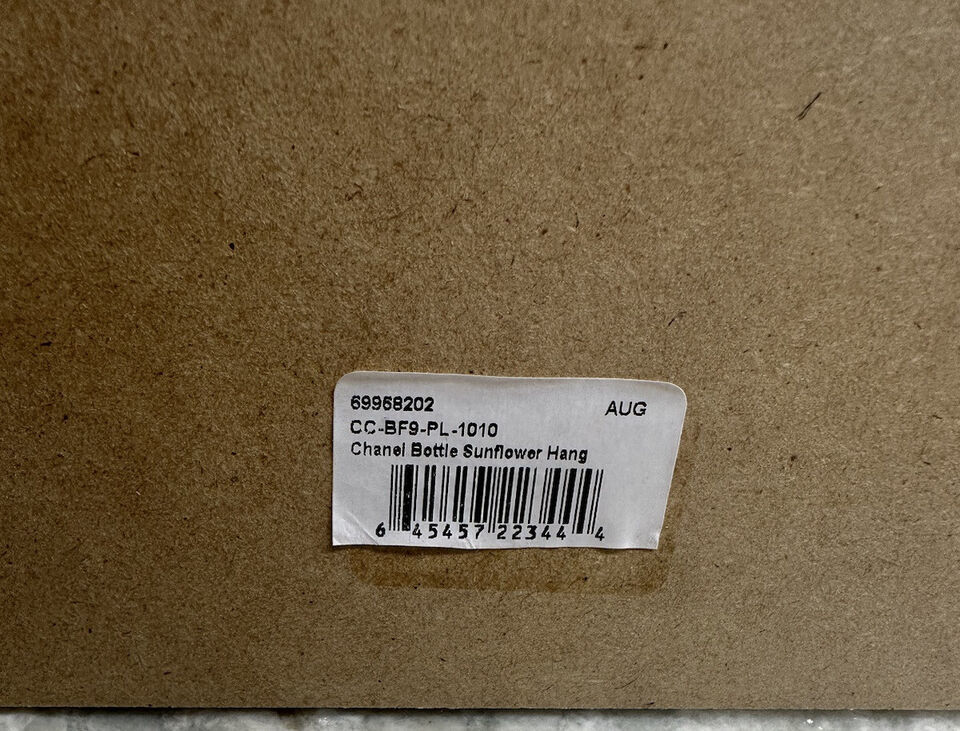 69968202
AUG
CC-BF9-PL-1010
Chanel Bottle Sunflower Hang
6 45457 22344 4